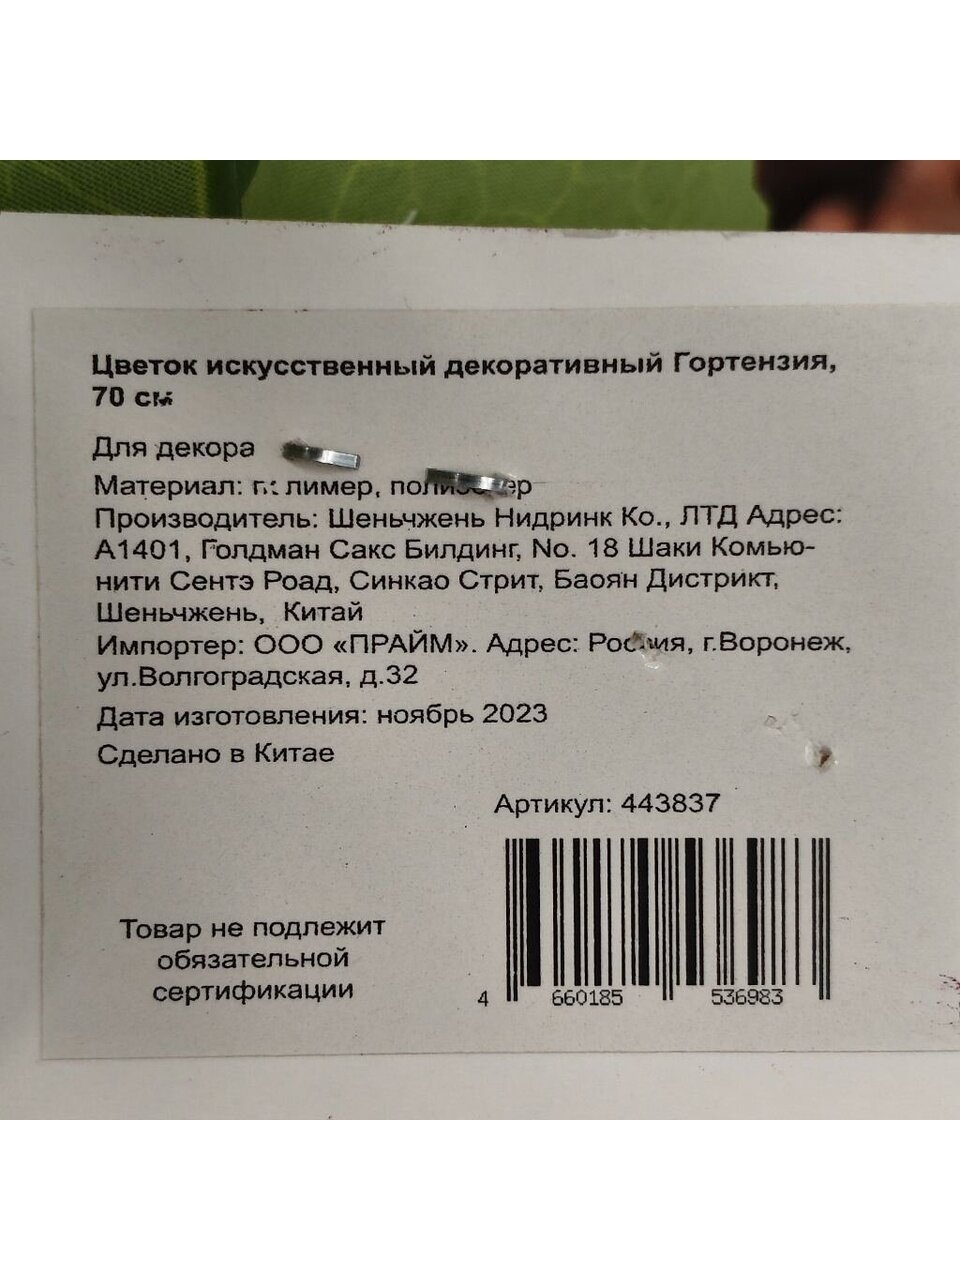 Цветок искусственный декоративный Гортензия,
70 см
Для декора
Материал: полимер, полиэстер
Производитель: Шеньчжень Нидринк Ко., ЛТД Адрес:
А1401, Голдман Сакс Билдинг, No. 18 Шаки Комью-
нити Сентэ Роад, Синкао Стрит, Баоян Дистрикт,
Шеньчжень, Китай
Импортер: ООО «ПРАЙМ». Адрес: Россия, г.Воронеж,
ул.Волгоградская, д.32
Дата изготовления: ноябрь 2023
Сделано в Китае
Артикул: 443837
Товар не подлежит
обязательной
сертификации
4 660185 536983